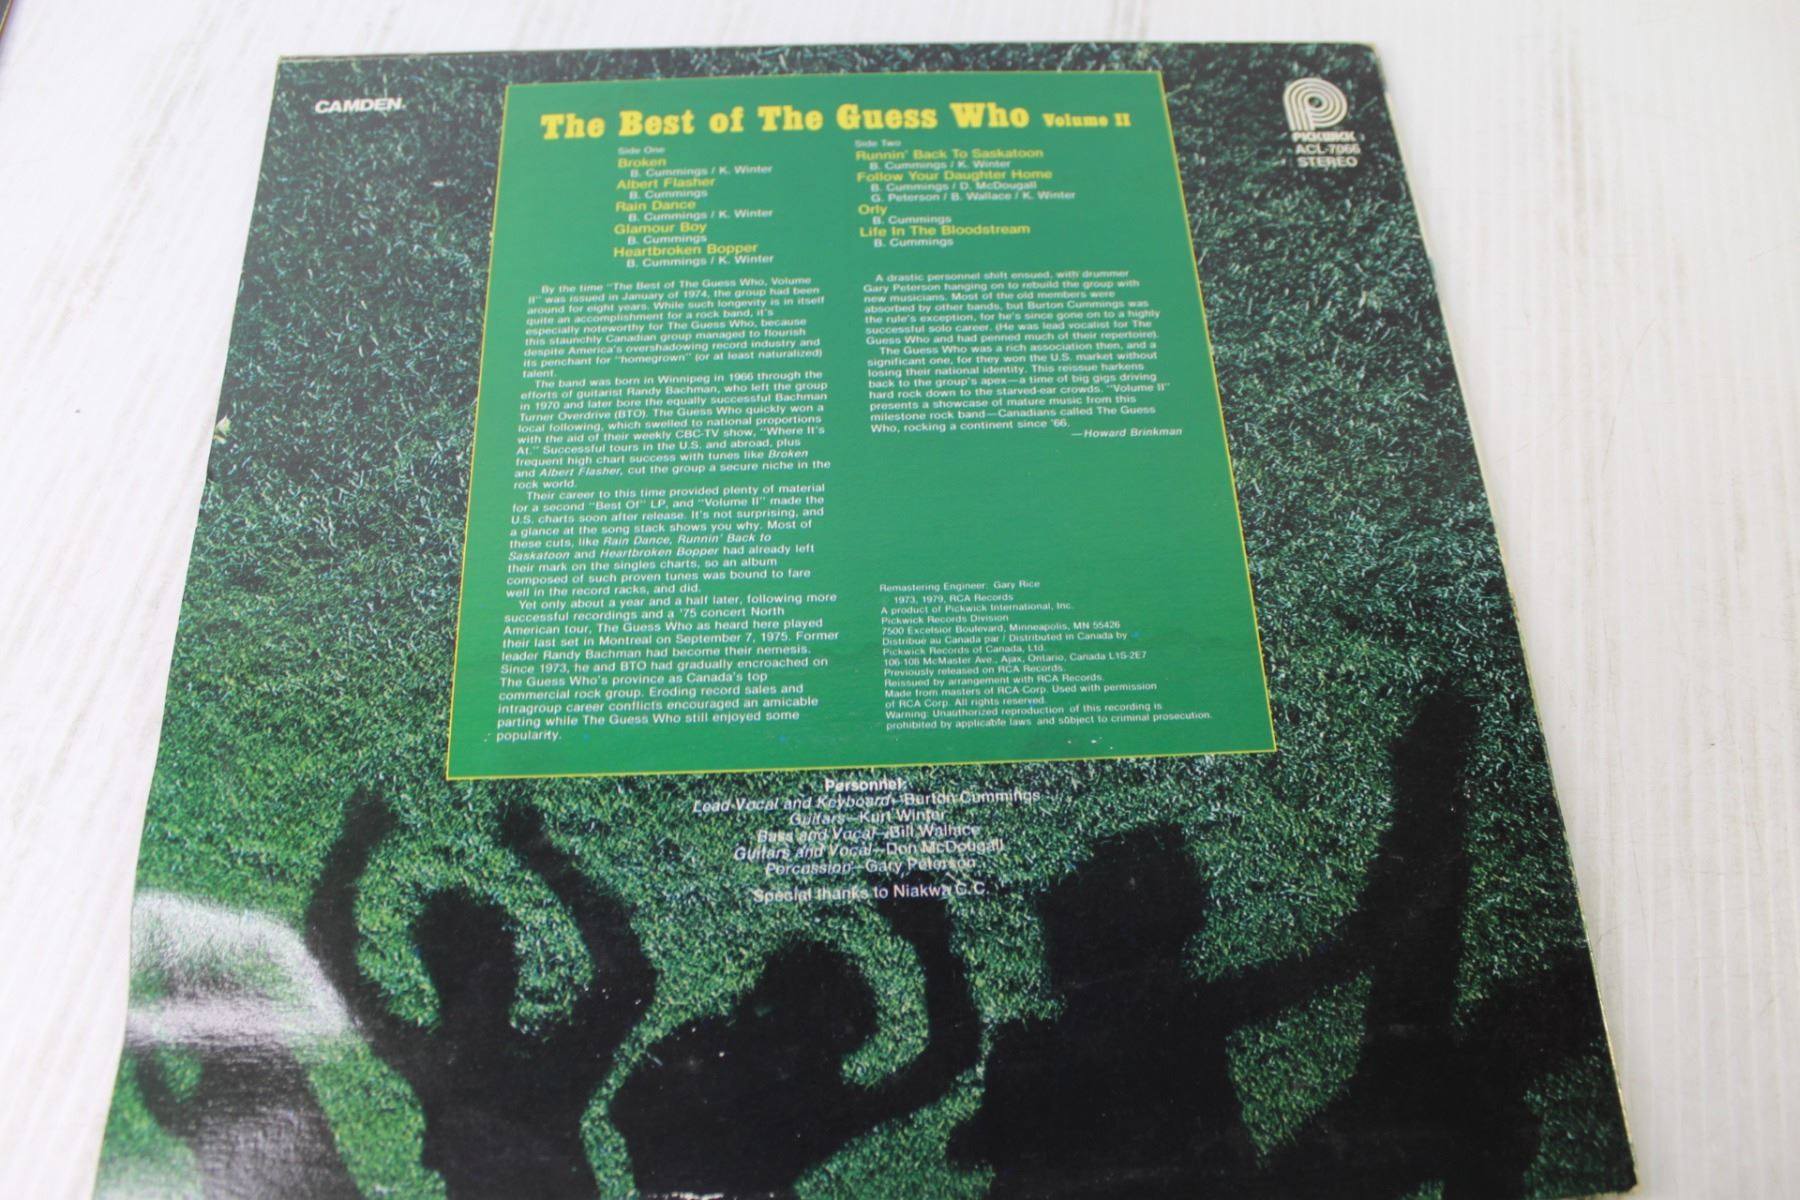 CAMDEN
PICKWICK
ACL-7066
STEREO
The Best of The Guess Who Volume II
Side One
Broken
B. Cummings / K. Winter
Albert Flasher
B. Cummings
Rain Dance
B. Cummings / K. Winter
Glamour Boy
B. Cummings
Heartbroken Bopper
B. Cummings / K. Winter
Side Two
Runnin' Back To Saskatoon
B. Cummings / K. Winter
Follow Your Daughter Home
B. Cummings / D. McDougall
G. Peterson / B. Wallace / K. Winter
Orly
B. Cummings
Life In The Bloodstream
B. Cummings
By the time "The Best of The Guess Who, Volume
II" was issued in January of 1974, the group had been
around for eight years. While such longevity is in itself
quite an accomplishment for a rock band, it's
especially noteworthy for The Guess Who, because
this staunchly Canadian group managed to flourish
despite America's overshadowing record industry and
its penchant for "homegrown" (or at least naturalized)
talent.
The band was born in Winnipeg in 1966 through the
efforts of guitarist Randy Bachman, who left the group
in 1970 and later bore the equally successful Bachman
Turner Overdrive (BTO). The Guess Who quickly won a
local following, which swelled to national proportions
with the aid of their weekly CBC-TV show, "Where It's
At." Successful tours in the U.S. and abroad, plus
frequent high chart success with tunes like Broken
and Albert Flasher, cut the group a secure niche in the
rock world.
Their career to this time provided plenty of material
for a second "Best Of" LP, and "Volume II" made the
U.S. charts soon after release. It's not surprising, and
a glance at the song stack shows you why. Most of
these cuts, like Rain Dance, Runnin' Back to
Saskatoon and Heartbroken Bopper had already left
their mark on the singles charts, so an album
composed of such proven tunes was bound to fare
well in the record racks, and did.
Yet only about a year and a half later, following more
successful recordings and a '75 concert North
American tour, The Guess Who as heard here played
their last set in Montreal on September 7, 1975. Former
leader Randy Bachman had become their nemesis.
Since 1973, he and BTO had gradually encroached on
The Guess Who's province as Canada's top
commercial rock group. Eroding record sales and
intragroup career conflicts encouraged an amicable
parting while The Guess Who still enjoyed some
popularity.
A drastic personnel shift ensued, with drummer
Gary Peterson hanging on to rebuild the group with
new musicians. Most of the old members were
absorbed by other bands, but Burton Cummings was
the rule's exception, for he's since gone on to a highly
successful solo career. (He was lead vocalist for The
Guess Who and had penned much of their repertoire).
The Guess Who was a rich association then, and a
significant one, for they won the U.S. market without
losing their national identity. This reissue harkens
back to the group's apex—a time of big gigs driving
hard rock down to the starved-ear crowds. "Volume II"
presents a showcase of mature music from this
milestone rock band—Canadians called The Guess
Who, rocking a continent since '66.
—Howard Brinkman
Remastering Engineer: Gary Rice
1973, 1979, RCA Records
A product of Pickwick International, Inc.
Pickwick Records Division
7500 Excelsior Boulevard, Minneapolis, MN 55426
Distribué au Canada par / Distributed in Canada by
Pickwick Records of Canada, Ltd.
106-108 McMaster Ave., Ajax, Ontario, Canada L1S-2E7
Previously released on RCA Records.
Reissued by arrangement with RCA Records.
Made from masters of RCA Corp. Used with permission
of RCA Corp. All rights reserved.
Warning: Unauthorized reproduction of this recording is
prohibited by applicable laws and subject to criminal prosecution.
Personnel:
Lead Vocal and Keyboard—Burton Cummings
Guitars—Kurt Winter
Bass and Vocal—Bill Wallace
Guitars and Vocal—Don McDougall
Percussion—Gary Peterson
Special thanks to Niakwa C.C.